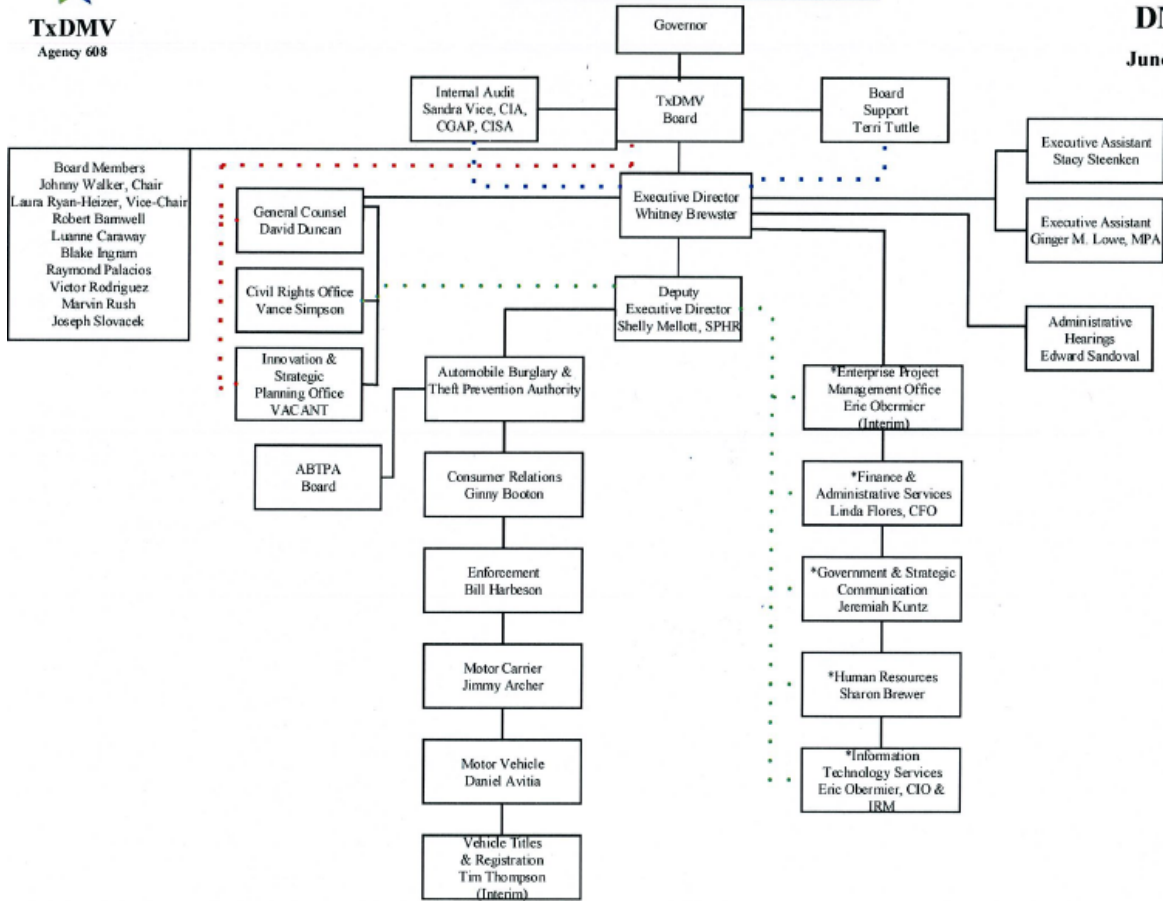 TxDMV
Agency 608
DM
June
Governor
Internal Audit
Sandra Vice, CIA,
CGAP, CISA
TxDMV
Board
Board
Support
Terri Tuttle
Executive Assistant
Stacy Steenken
Board Members
Johnny Walker, Chair
Laura Ryan-Heizer, Vice-Chair
Robert Barnwell
Luanne Caraway
Blake Ingram
Raymond Palacios
Victor Rodriguez
Marvin Rush
Joseph Slovacek
General Counsel
David Duncan
Executive Director
Whitney Brewster
Executive Assistant
Ginger M. Lowe, MPA
Civil Rights Office
Vance Simpson
Deputy
Executive Director
Shelly Mellott, SPHR
Administrative
Hearings
Edward Sandoval
Innovation &
Strategic
Planning Office
VACANT
Automobile Burglary &
Theft Prevention Authority
*Enterprise Project
Management Office
Eric Obermier
(Interim)
ABTPA
Board
Consumer Relations
Ginny Booton
*Finance &
Administrative Services
Linda Flores, CFO
Enforcement
Bill Harbeson
*Government & Strategic
Communication
Jeremiah Kuntz
Motor Carrier
Jimmy Archer
*Human Resources
Sharon Brewer
Motor Vehicle
Daniel Avitia
*Information
Technology Services
Eric Obermier, CIO &
IRM
Vehicle Titles
& Registration
Tim Thompson
(Interim)